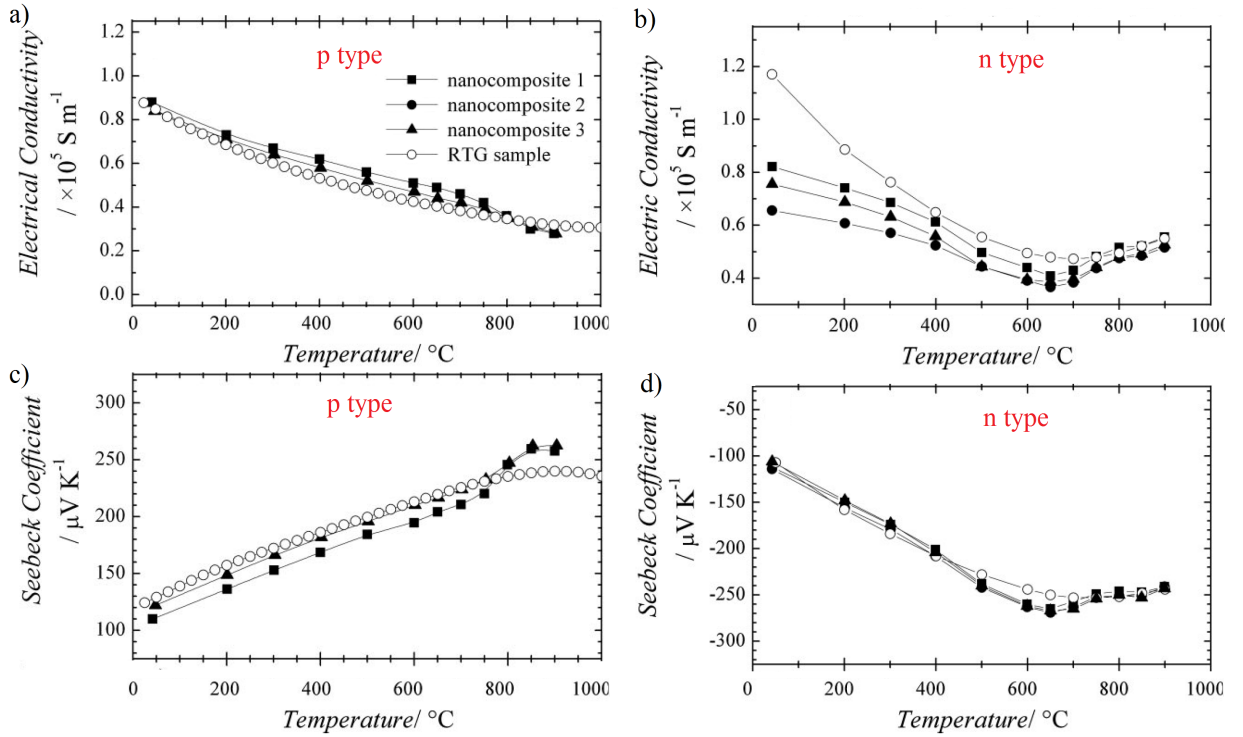 a)
p type
Electrical Conductivity
/ ×10⁵ S m⁻¹
1.2
1.0
0.8
0.6
0.4
0.2
0.0
nanocomposite 1
nanocomposite 2
nanocomposite 3
RTG sample
0 200 400 600 800 1000
Temperature/ °C
b)
n type
Electric Conductivity
/ ×10⁵ S m⁻¹
1.2
1.0
0.8
0.6
0.4
0 200 400 600 800 1000
Temperature/ °C
c)
p type
Seebeck Coefficient
/ μV K⁻¹
300
250
200
150
100
0 200 400 600 800 1000
Temperature/ °C
d)
n type
Seebeck Coefficient
/ μV K⁻¹
-50
-100
-150
-200
-250
-300
0 200 400 600 800 1000
Temperature/ °C